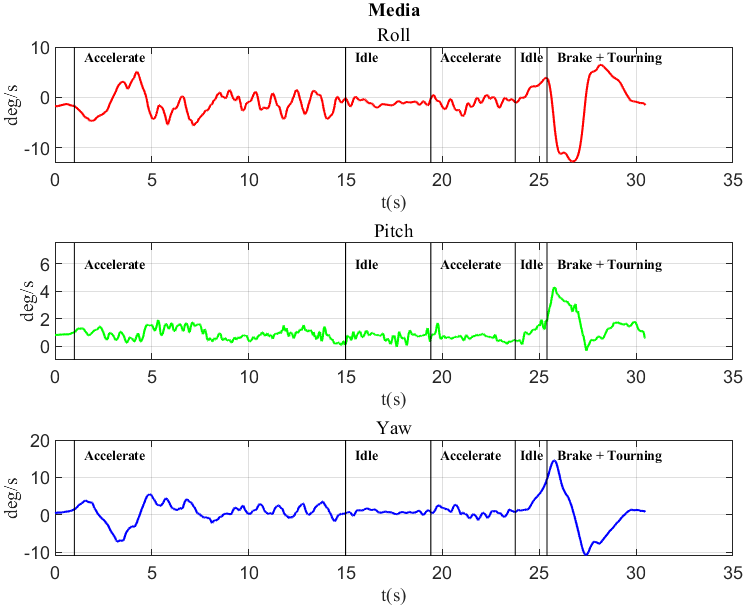 Media
Roll
10
Accelerate
Idle
Accelerate
Idle
Brake + Tourning
deg/s
0
-10
0 5 10 15 20 25 30 35
t(s)
Pitch
Accelerate
Idle
Accelerate
Idle
Brake + Tourning
deg/s
6
4
2
0
0 5 10 15 20 25 30 35
t(s)
Yaw
20
Accelerate
Idle
Accelerate
Idle
Brake + Tourning
deg/s
10
0
-10
0 5 10 15 20 25 30 35
t(s)